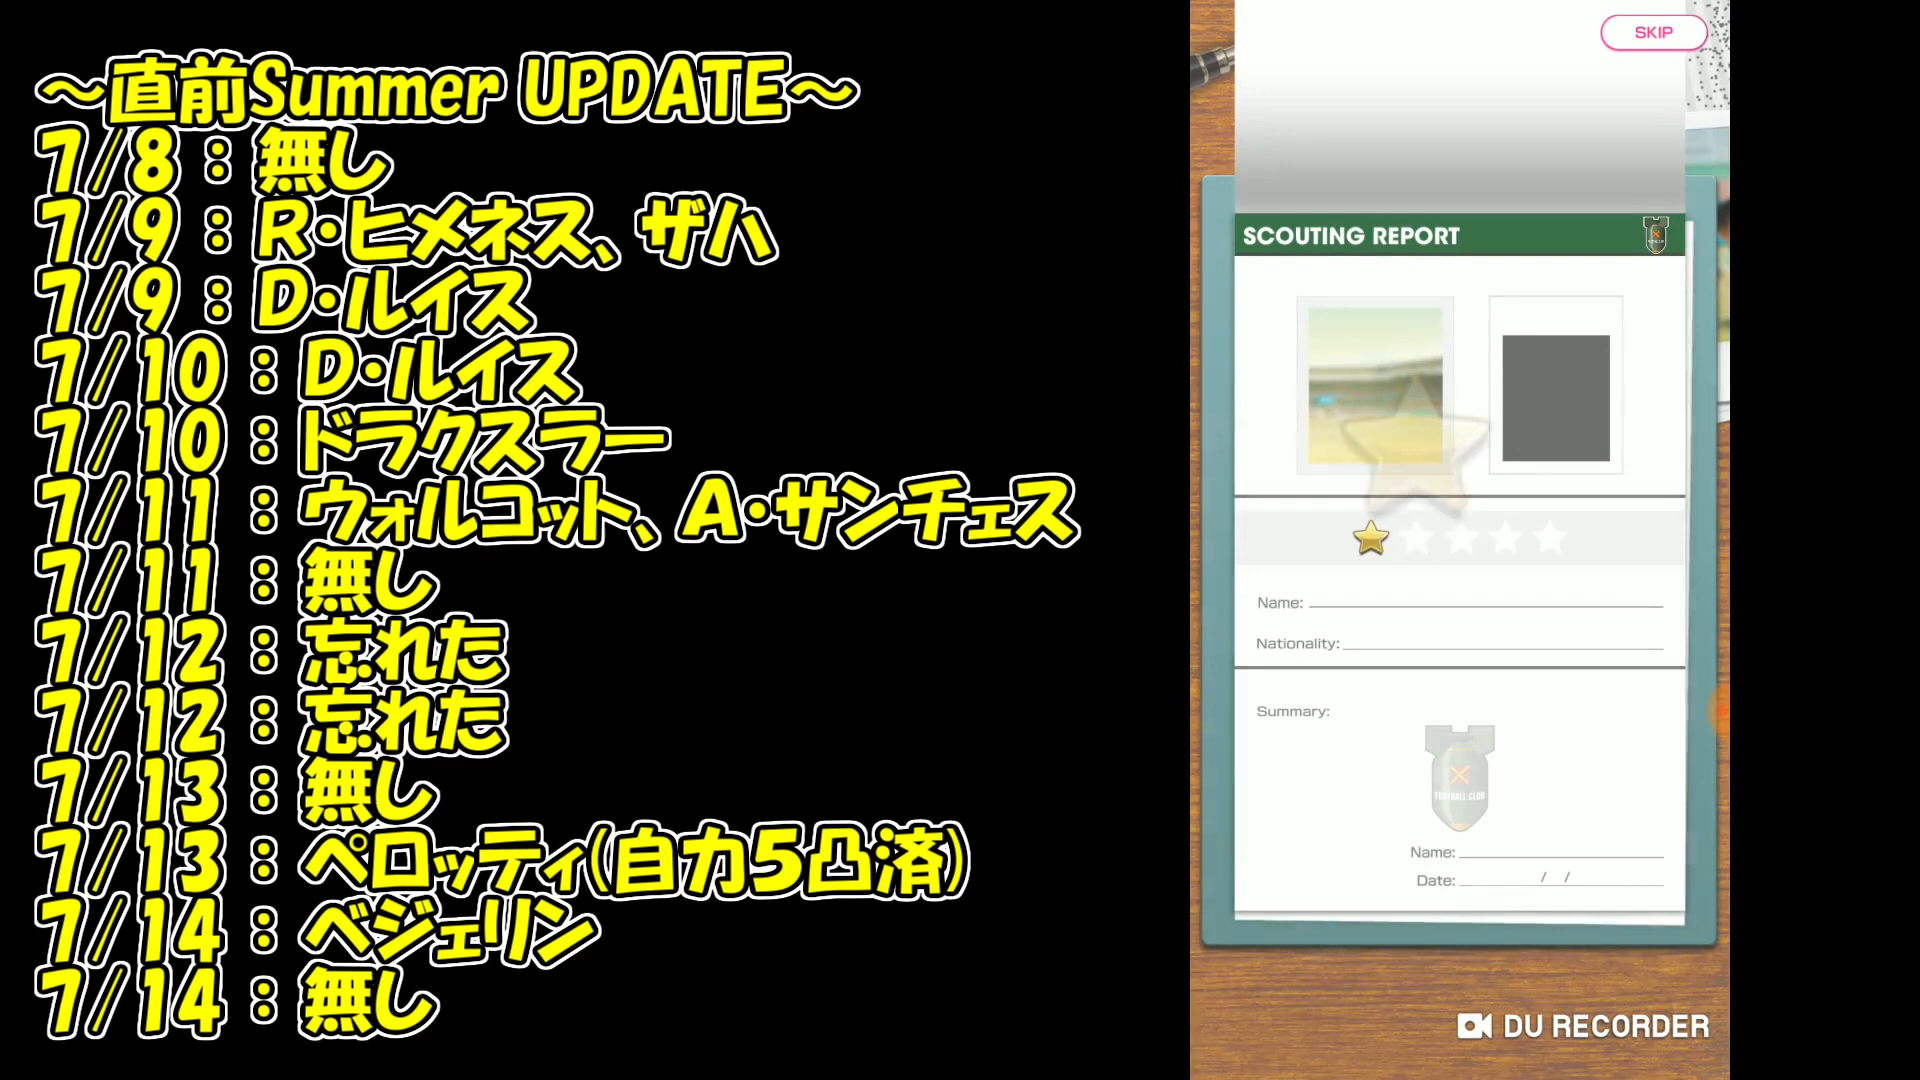 ～直前Summer UPDATE～
7/8：無し
7/9：R・ヒメネス、ザハ
7/9：D・ルイス
7/10：D・ルイス
7/10：ドラクスラー
7/11：ウォルコット、A・サンチェス
7/11：無し
7/12：忘れた
7/12：忘れた
7/13：無し
7/13：ペロッティ(自力5凸済)
7/14：ベジェリン
7/14：無し
SKIP
SCOUTING REPORT
Name:
Nationality:
Summary:
FOOTBALL CLUB
Name:
Date: / /
DU RECORDER